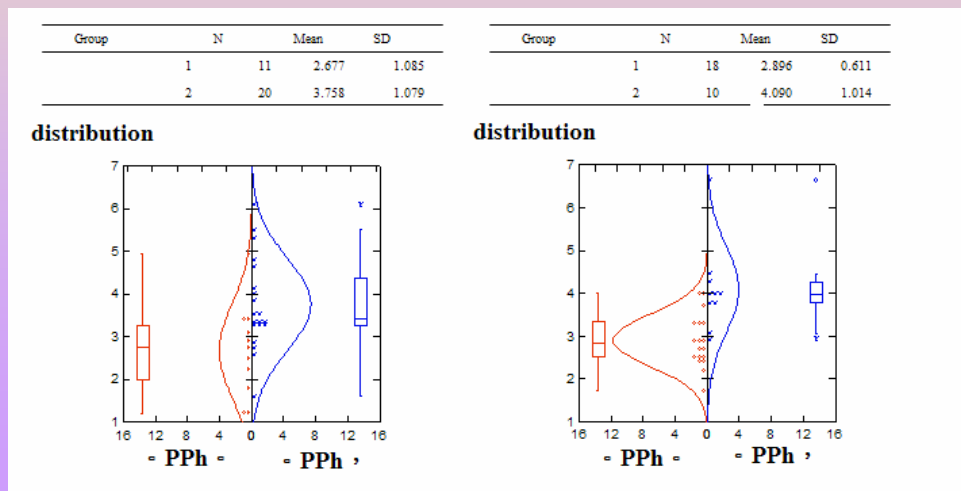 Group N Mean SD
1 11 2.677 1.085
2 20 3.758 1.079
distribution
7
6
5
4
3
2
1
16 12 8 4 0 4 8 12 16
- PPh - - PPh ,
Group N Mean SD
1 18 2.896 0.611
2 10 4.090 1.014
distribution
7
6
5
4
3
2
1
16 12 8 4 0 4 8 12 16
- PPh - - PPh ,